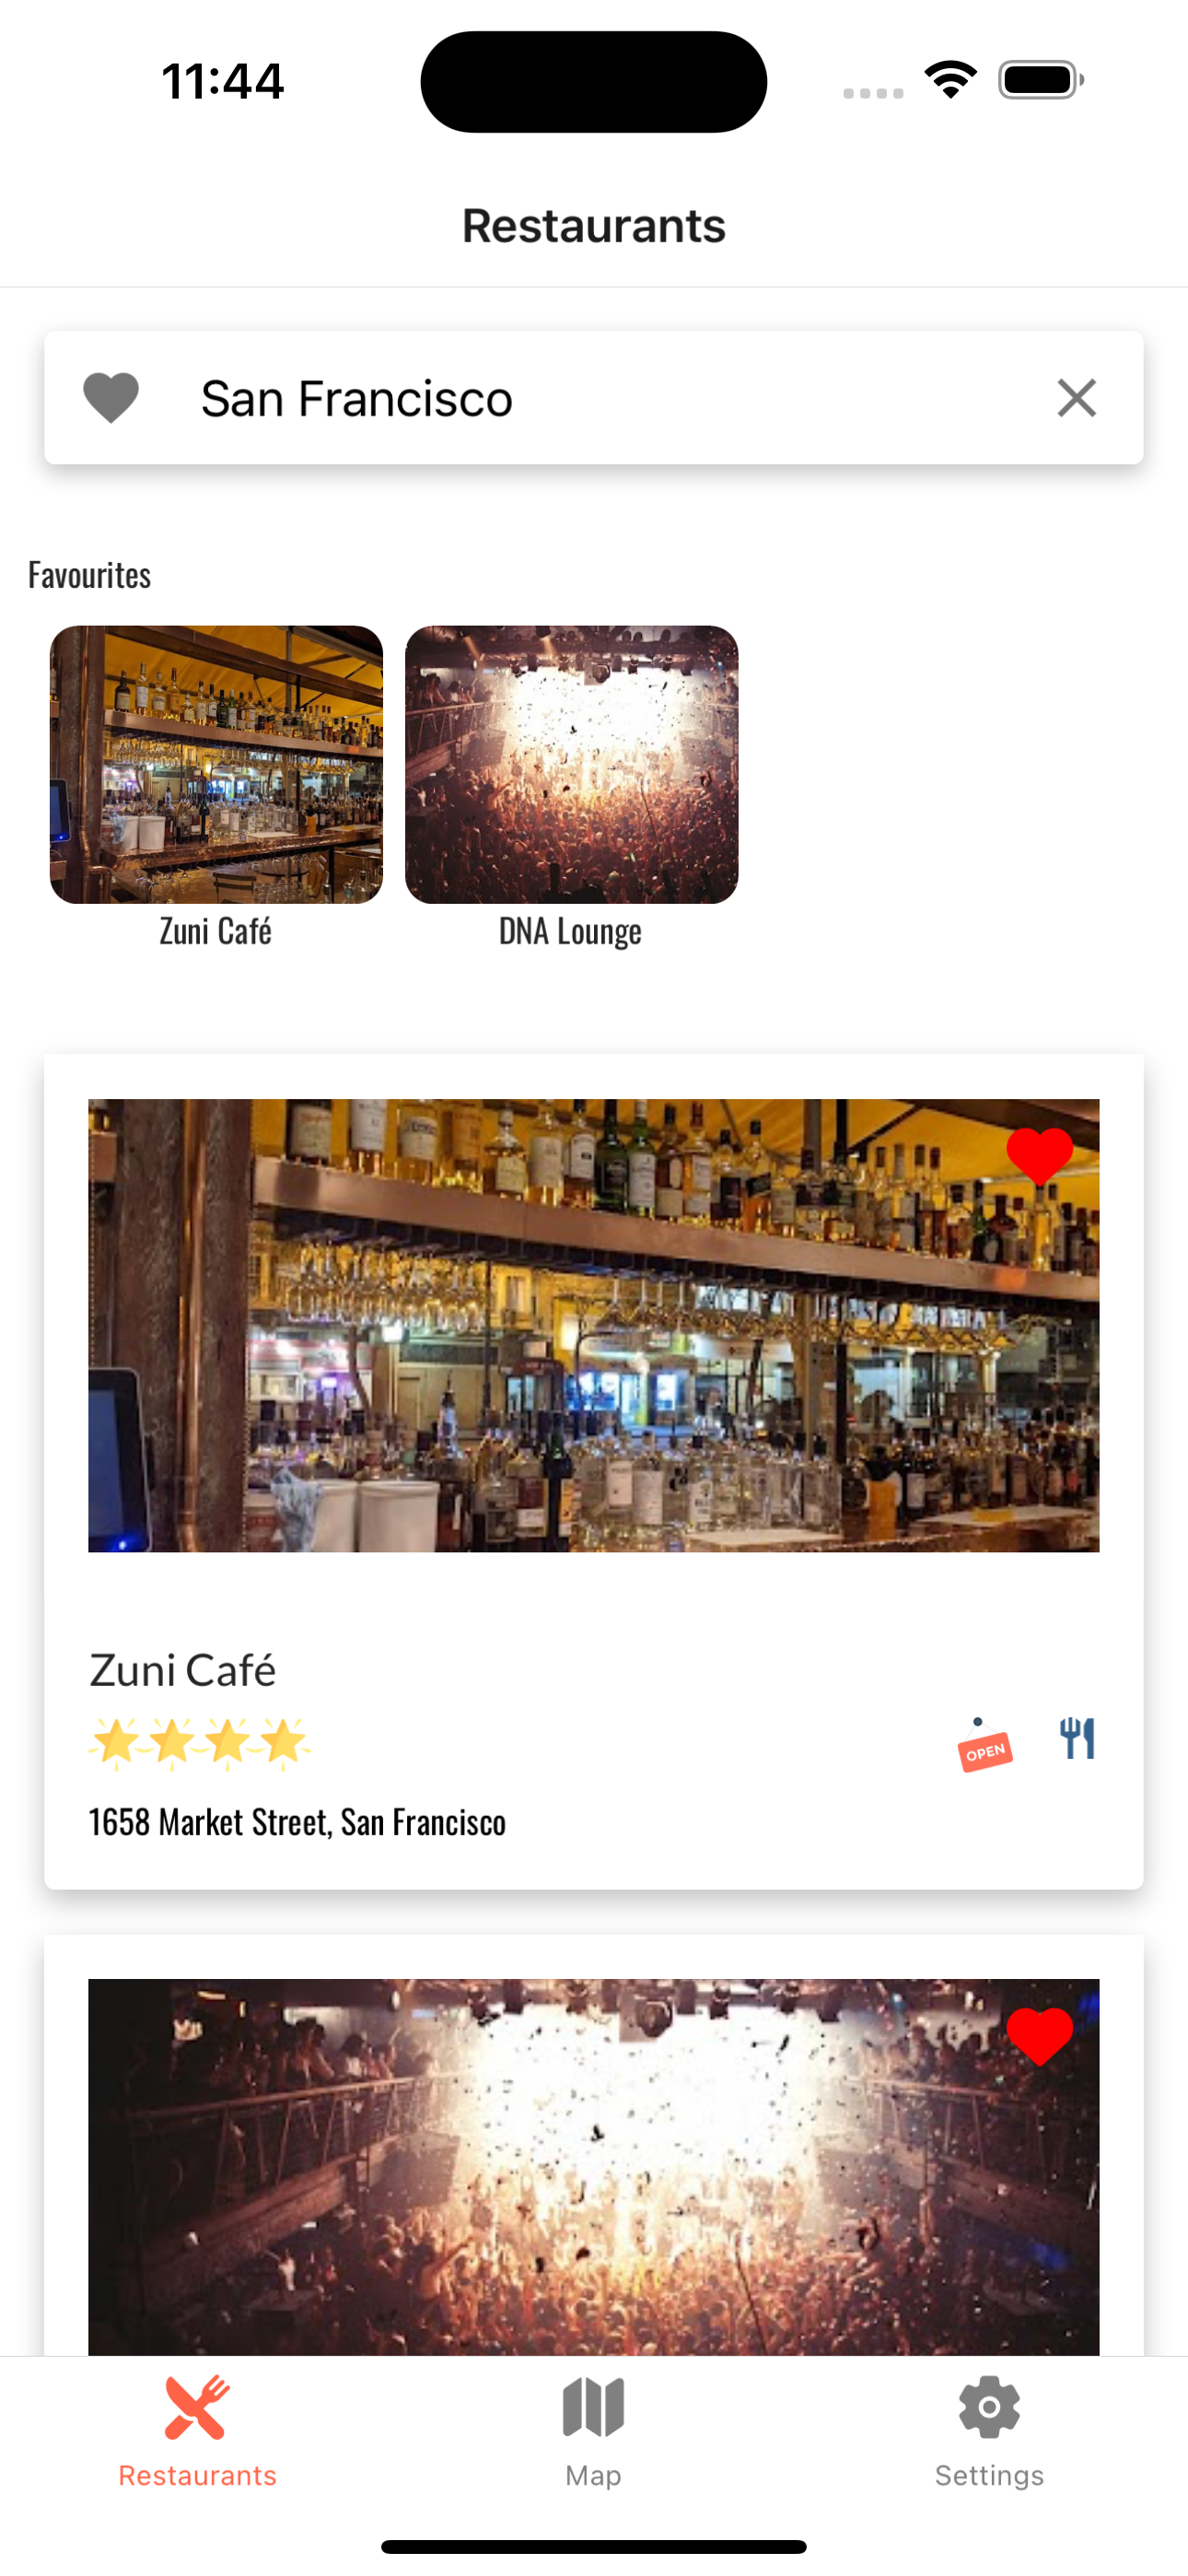 11:44
Restaurants
San Francisco
Favourites
Zuni Café
DNA Lounge
Zuni Café
OPEN
1658 Market Street, San Francisco
Restaurants
Map
Settings